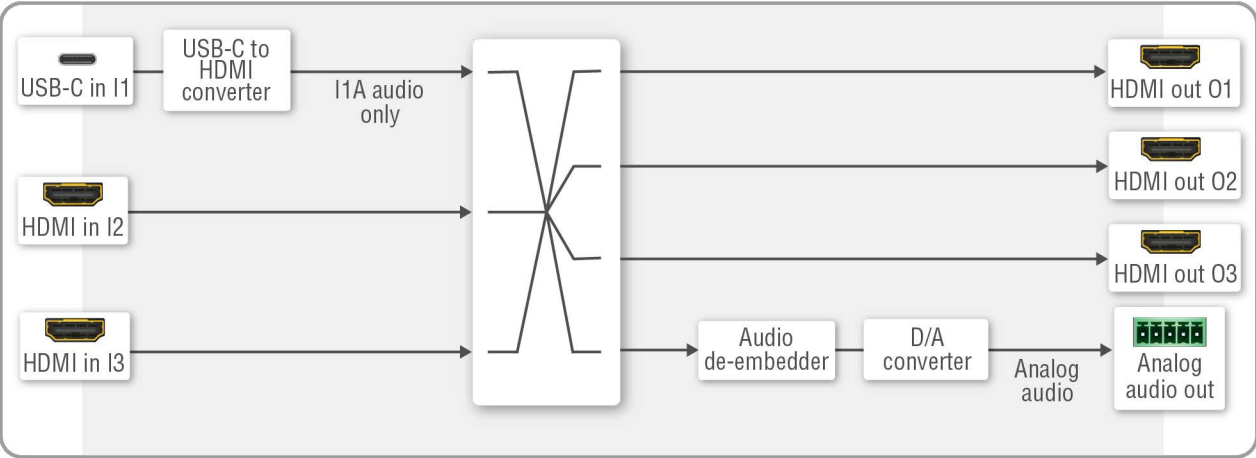 USB-C in I1
USB-C to
HDMI
converter
I1A audio
only
HDMI in I2
HDMI in I3
HDMI out O1
HDMI out O2
HDMI out O3
Audio
de-embedder
D/A
converter
Analog
audio
Analog
audio out